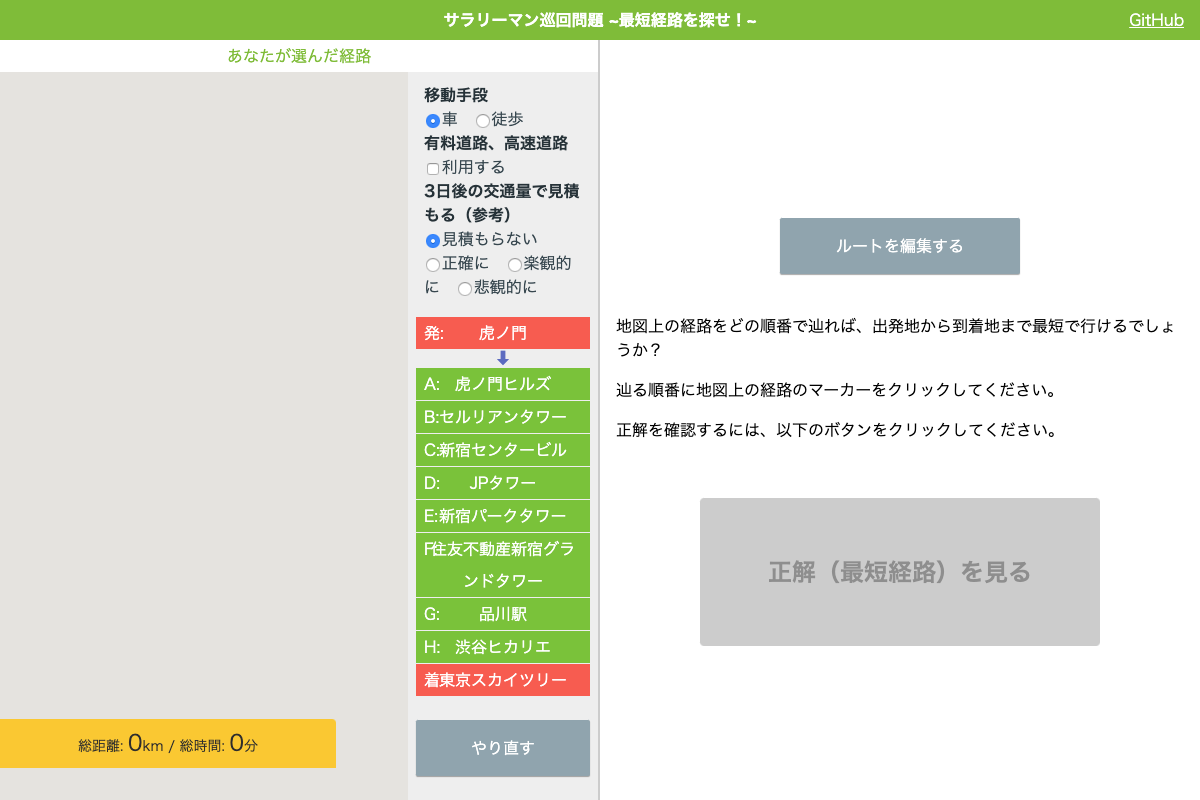 サラリーマン巡回問題 ~最短経路を探せ！~
GitHub
あなたが選んだ経路
移動手段
車 徒歩
有料道路、高速道路
利用する
3日後の交通量で見積
もる（参考）
見積もらない
正確に 楽観的
に 悲観的に
発: 虎ノ門
A: 虎ノ門ヒルズ
B:セルリアンタワー
C:新宿センタービル
D: JPタワー
E:新宿パークタワー
F:住友不動産新宿グラ
ンドタワー
G: 品川駅
H: 渋谷ヒカリエ
着東京スカイツリー
やり直す
総距離: 0km / 総時間: 0分
ルートを編集する
地図上の経路をどの順番で辿れば、出発地から到着地まで最短で行けるでしょ
うか？
辿る順番に地図上の経路のマーカーをクリックしてください。
正解を確認するには、以下のボタンをクリックしてください。
正解（最短経路）を見る